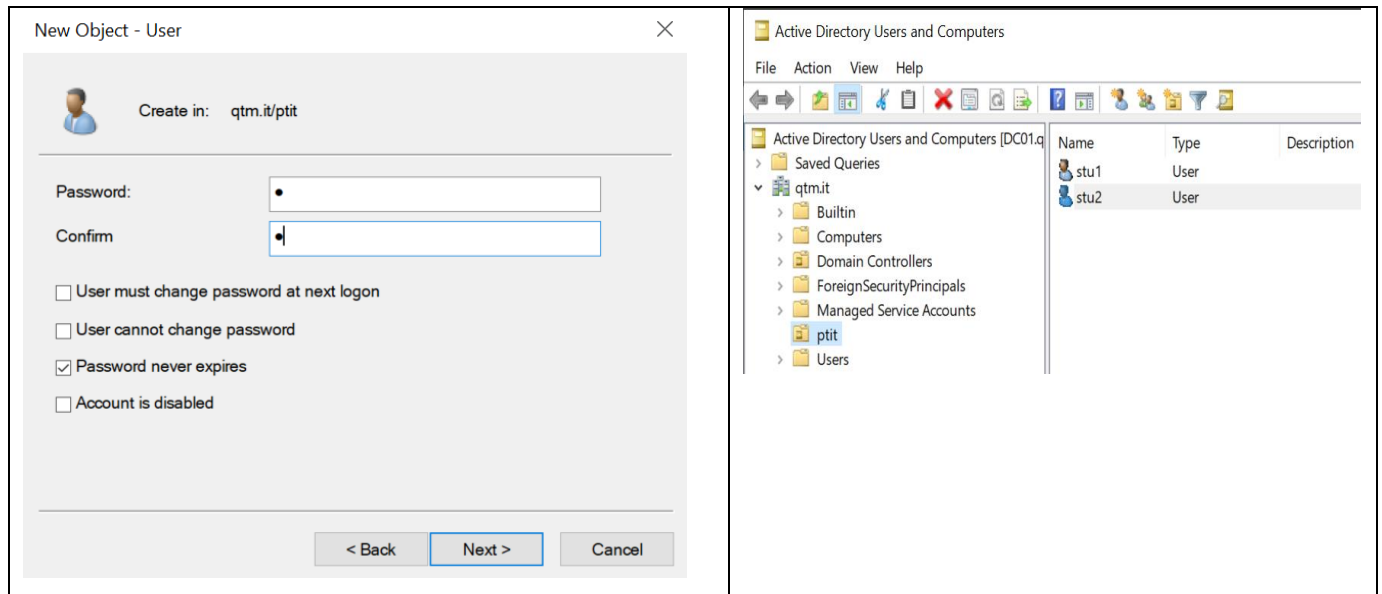 New Object - User
Create in: qtm.it/ptit
Password:
Confirm
User must change password at next logon
User cannot change password
Password never expires
Account is disabled
< Back Next > Cancel
Active Directory Users and Computers
File Action View Help
Active Directory Users and Computers [DC01.q
Name Type Description
Saved Queries
stu1 User
qtm.it
stu2 User
Builtin
Computers
Domain Controllers
ForeignSecurityPrincipals
Managed Service Accounts
ptit
Users